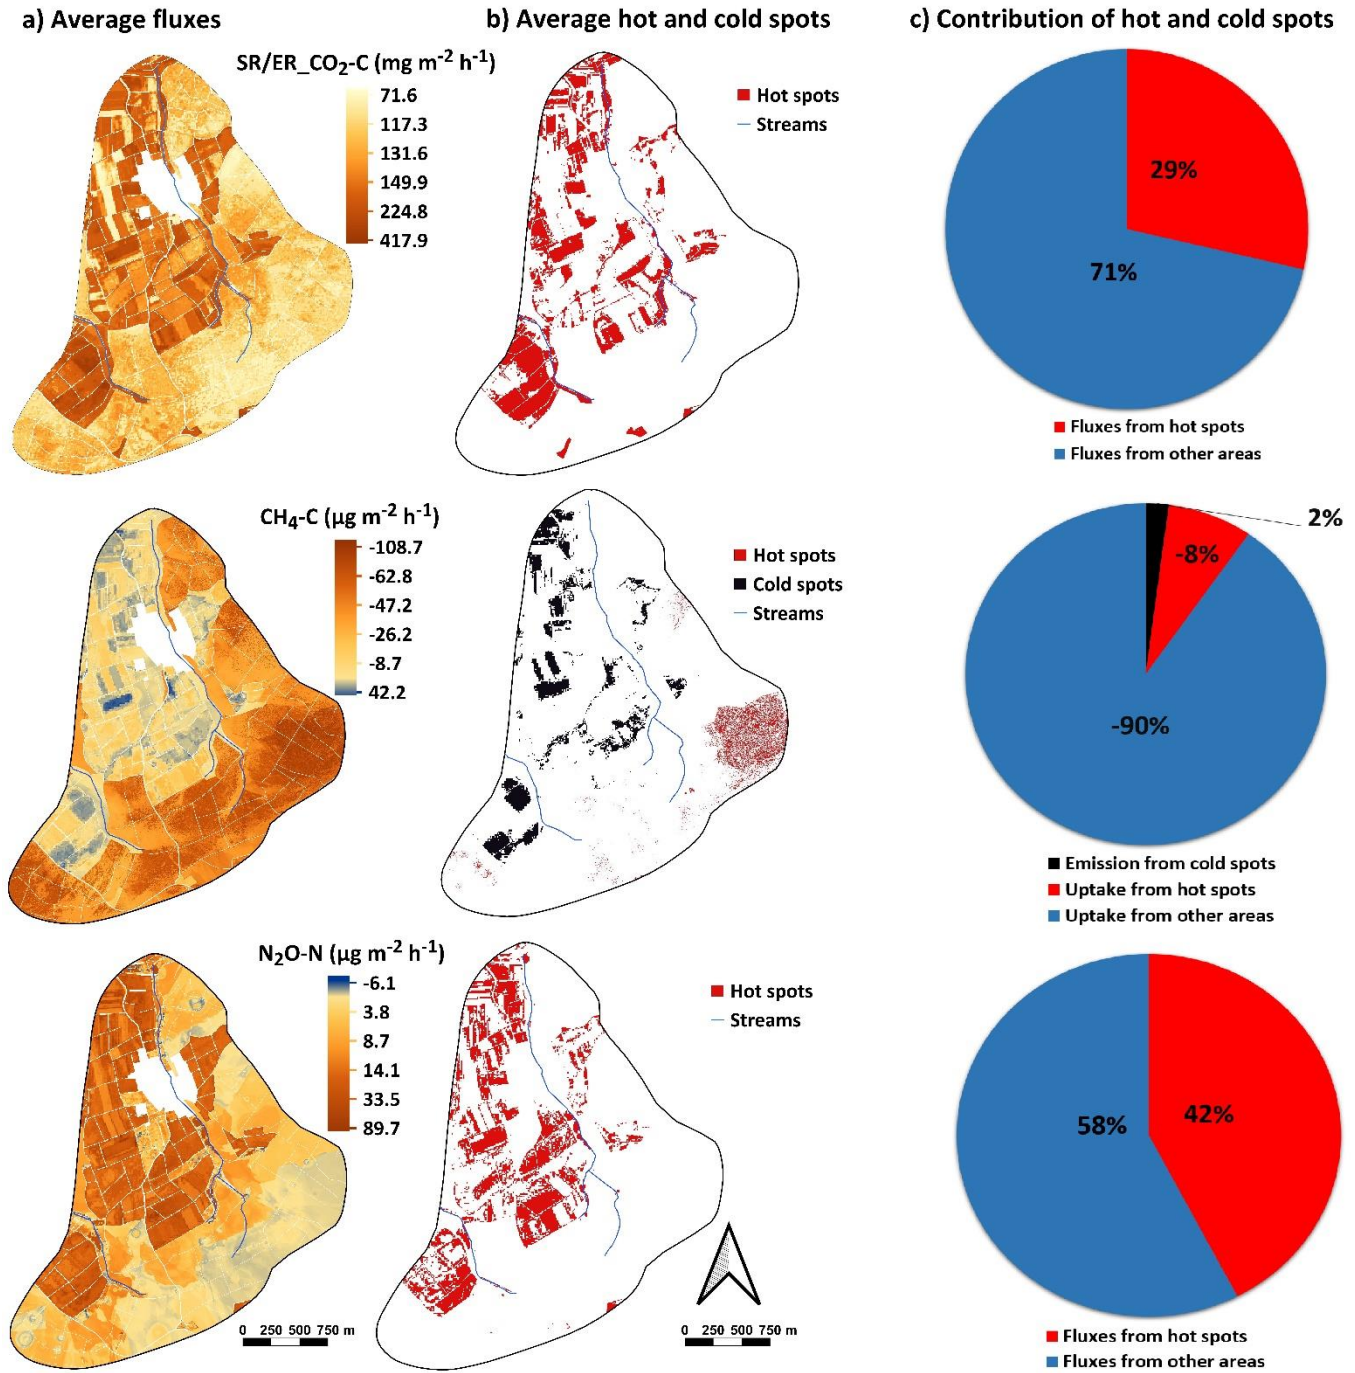 a) Average fluxes
b) Average hot and cold spots
c) Contribution of hot and cold spots
SR/ER_CO₂-C (mg m⁻² h⁻¹)
71.6
117.3
131.6
149.9
224.8
417.9
Hot spots
Streams
29%
71%
Fluxes from hot spots
Fluxes from other areas
CH₄-C (µg m⁻² h⁻¹)
-108.7
-62.8
-47.2
-26.2
-8.7
42.2
Hot spots
Cold spots
Streams
2%
-8%
-90%
Emission from cold spots
Uptake from hot spots
Uptake from other areas
N₂O-N (µg m⁻² h⁻¹)
-6.1
3.8
8.7
14.1
33.5
89.7
0 250 500 750 m
Hot spots
Streams
0 250 500 750 m
58%
42%
Fluxes from hot spots
Fluxes from other areas